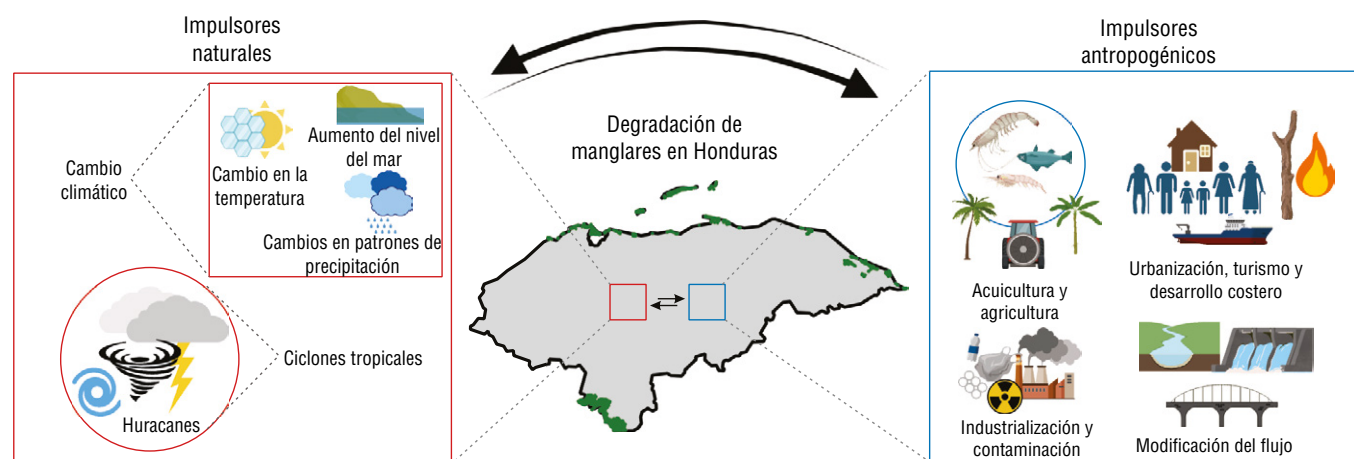 Impulsores
naturales
Cambio
climático
Cambio en la
temperatura
Aumento del nivel
del mar
Cambios en patrones de
precipitación
Ciclones tropicales
Huracanes
Degradación de
manglares en Honduras
Impulsores
antropogénicos
Acuicultura y
agricultura
Urbanización, turismo y
desarrollo costero
Industrialización y
contaminación
Modificación del flujo